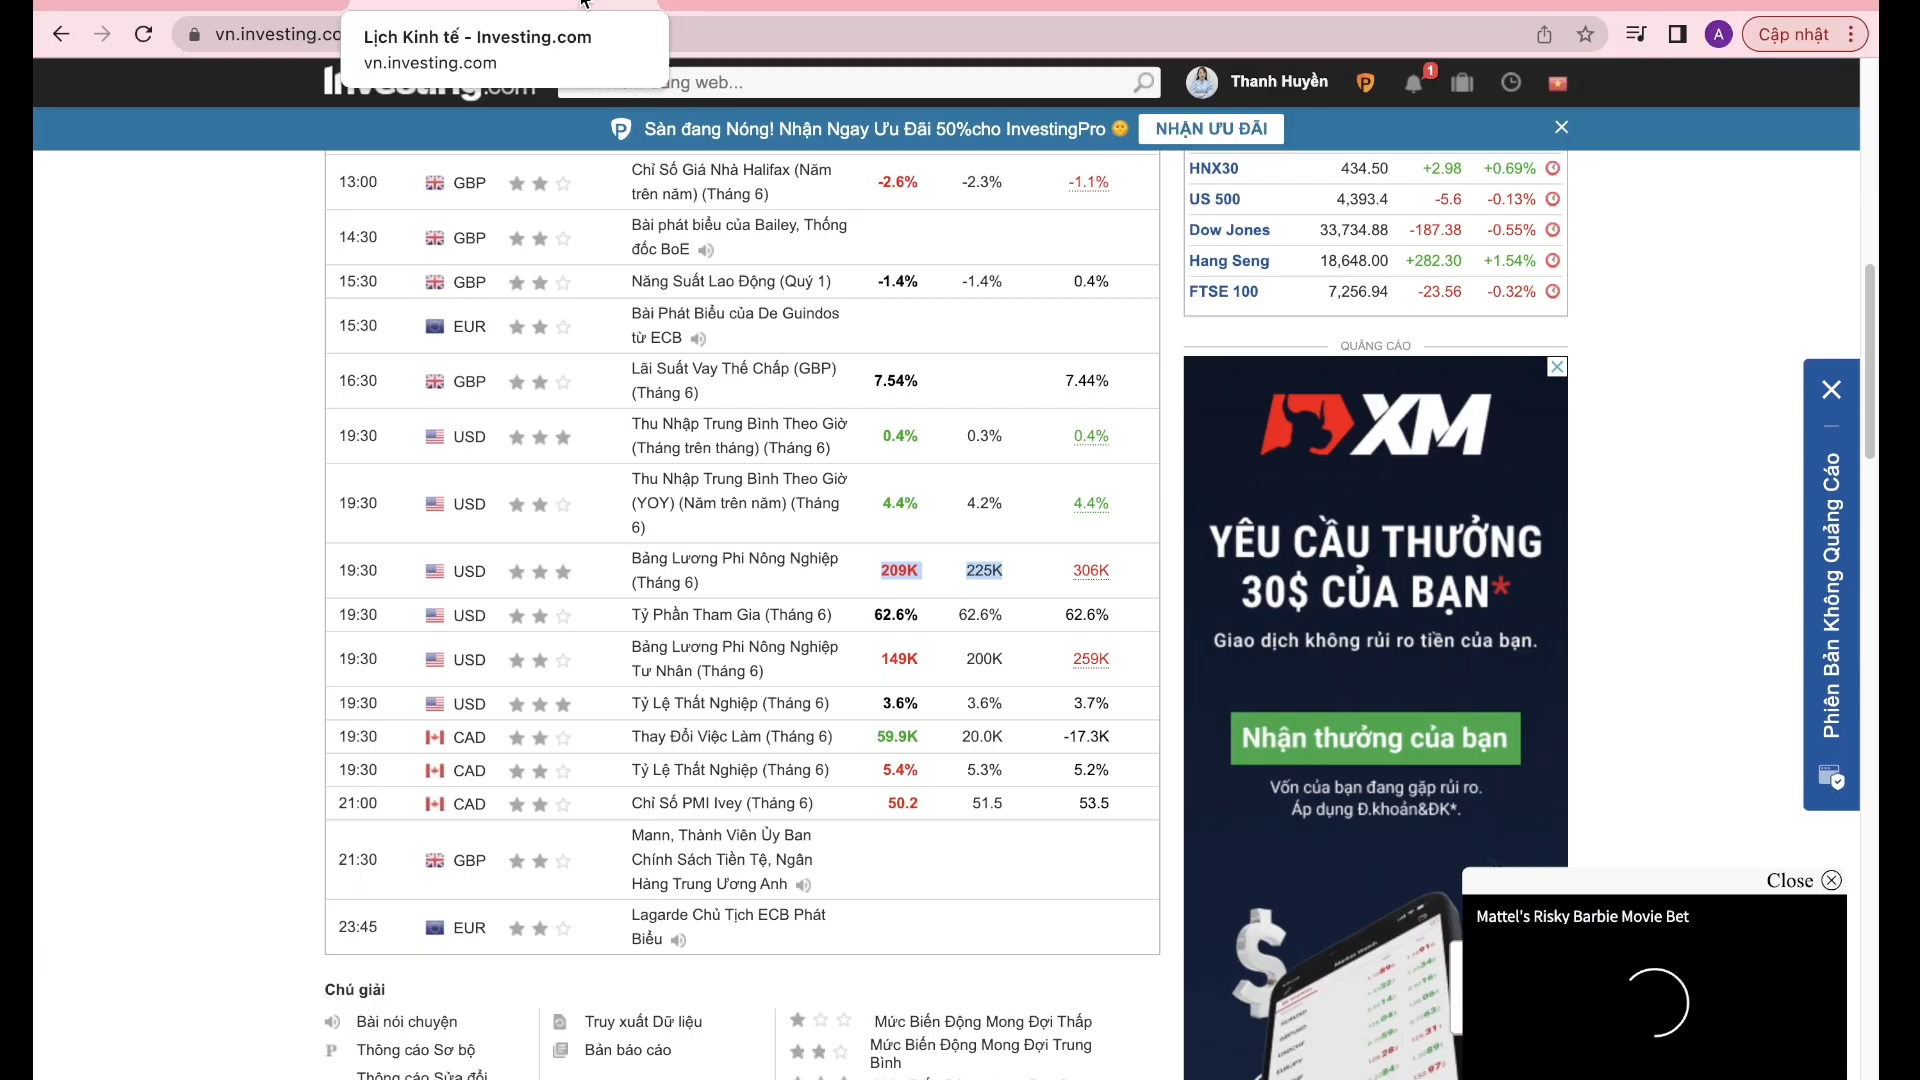 vn.investing.co
Lịch Kinh tế - Investing.com
vn.investing.com
A
Cập nhật
Investing.com
ng web...
Thanh Huyền
1
Sàn đang Nóng! Nhận Ngay Ưu Đãi 50%cho InvestingPro
NHẬN ƯU ĐÃI
13:00 GBP Chỉ Số Giá Nhà Halifax (Năm trên năm) (Tháng 6) -2.6% -2.3% -1.1%
14:30 GBP Bài phát biểu của Bailey, Thống đốc BoE
15:30 GBP Năng Suất Lao Động (Quý 1) -1.4% -1.4% 0.4%
15:30 EUR Bài Phát Biểu của De Guindos từ ECB
16:30 GBP Lãi Suất Vay Thế Chấp (GBP) (Tháng 6) 7.54% 7.44%
19:30 USD Thu Nhập Trung Bình Theo Giờ (Tháng trên tháng) (Tháng 6) 0.4% 0.3% 0.4%
19:30 USD Thu Nhập Trung Bình Theo Giờ (YOY) (Năm trên năm) (Tháng 6) 4.4% 4.2% 4.4%
19:30 USD Bảng Lương Phi Nông Nghiệp (Tháng 6) 209K 225K 306K
19:30 USD Tỷ Phần Tham Gia (Tháng 6) 62.6% 62.6% 62.6%
19:30 USD Bảng Lương Phi Nông Nghiệp Tư Nhân (Tháng 6) 149K 200K 259K
19:30 USD Tỷ Lệ Thất Nghiệp (Tháng 6) 3.6% 3.6% 3.7%
19:30 CAD Thay Đổi Việc Làm (Tháng 6) 59.9K 20.0K -17.3K
19:30 CAD Tỷ Lệ Thất Nghiệp (Tháng 6) 5.4% 5.3% 5.2%
21:00 CAD Chỉ Số PMI Ivey (Tháng 6) 50.2 51.5 53.5
21:30 GBP Mann, Thành Viên Ủy Ban Chính Sách Tiền Tệ, Ngân Hàng Trung Ương Anh
23:45 EUR Lagarde Chủ Tịch ECB Phát Biểu
Chú giải
Bài nói chuyện
P Thông cáo Sơ bộ
Thông cáo Sửa đổi
Truy xuất Dữ liệu
Bản báo cáo
Mức Biến Động Mong Đợi Thấp
Mức Biến Động Mong Đợi Trung Bình
HNX30 434.50 +2.98 +0.69%
US 500 4,393.4 -5.6 -0.13%
Dow Jones 33,734.88 -187.38 -0.55%
Hang Seng 18,648.00 +282.30 +1.54%
FTSE 100 7,256.94 -23.56 -0.32%
QUẢNG CÁO
XM
YÊU CẦU THƯỞNG
30$ CỦA BẠN*
Giao dịch không rủi ro tiền của bạn.
Nhận thưởng của bạn
Vốn của bạn đang gặp rủi ro.
Áp dụng Đ.khoản&ĐK*.
Phiên Bản Không Quảng Cáo
Close
Mattel's Risky Barbie Movie Bet